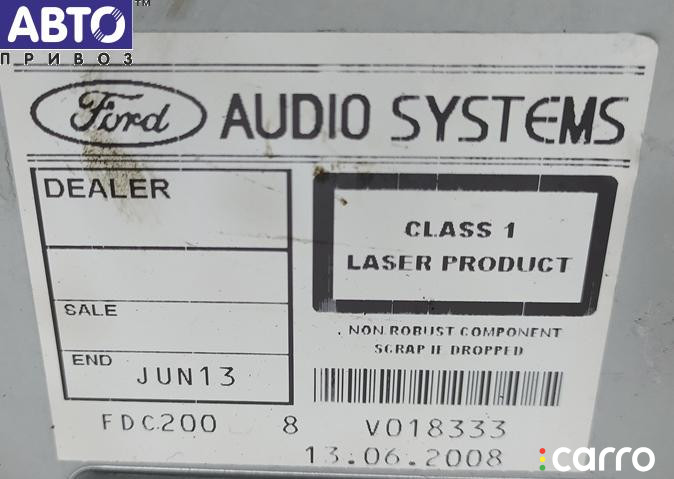 АВТО™
ПРИВОЗ
Ford AUDIO SYSTEMS
DEALER
CLASS 1
LASER PRODUCT
SALE
. NON ROBUST COMPONENT
SCRAP IF DROPPED
END JUN13
FDC200 8 V018333
13.06.2008
carro